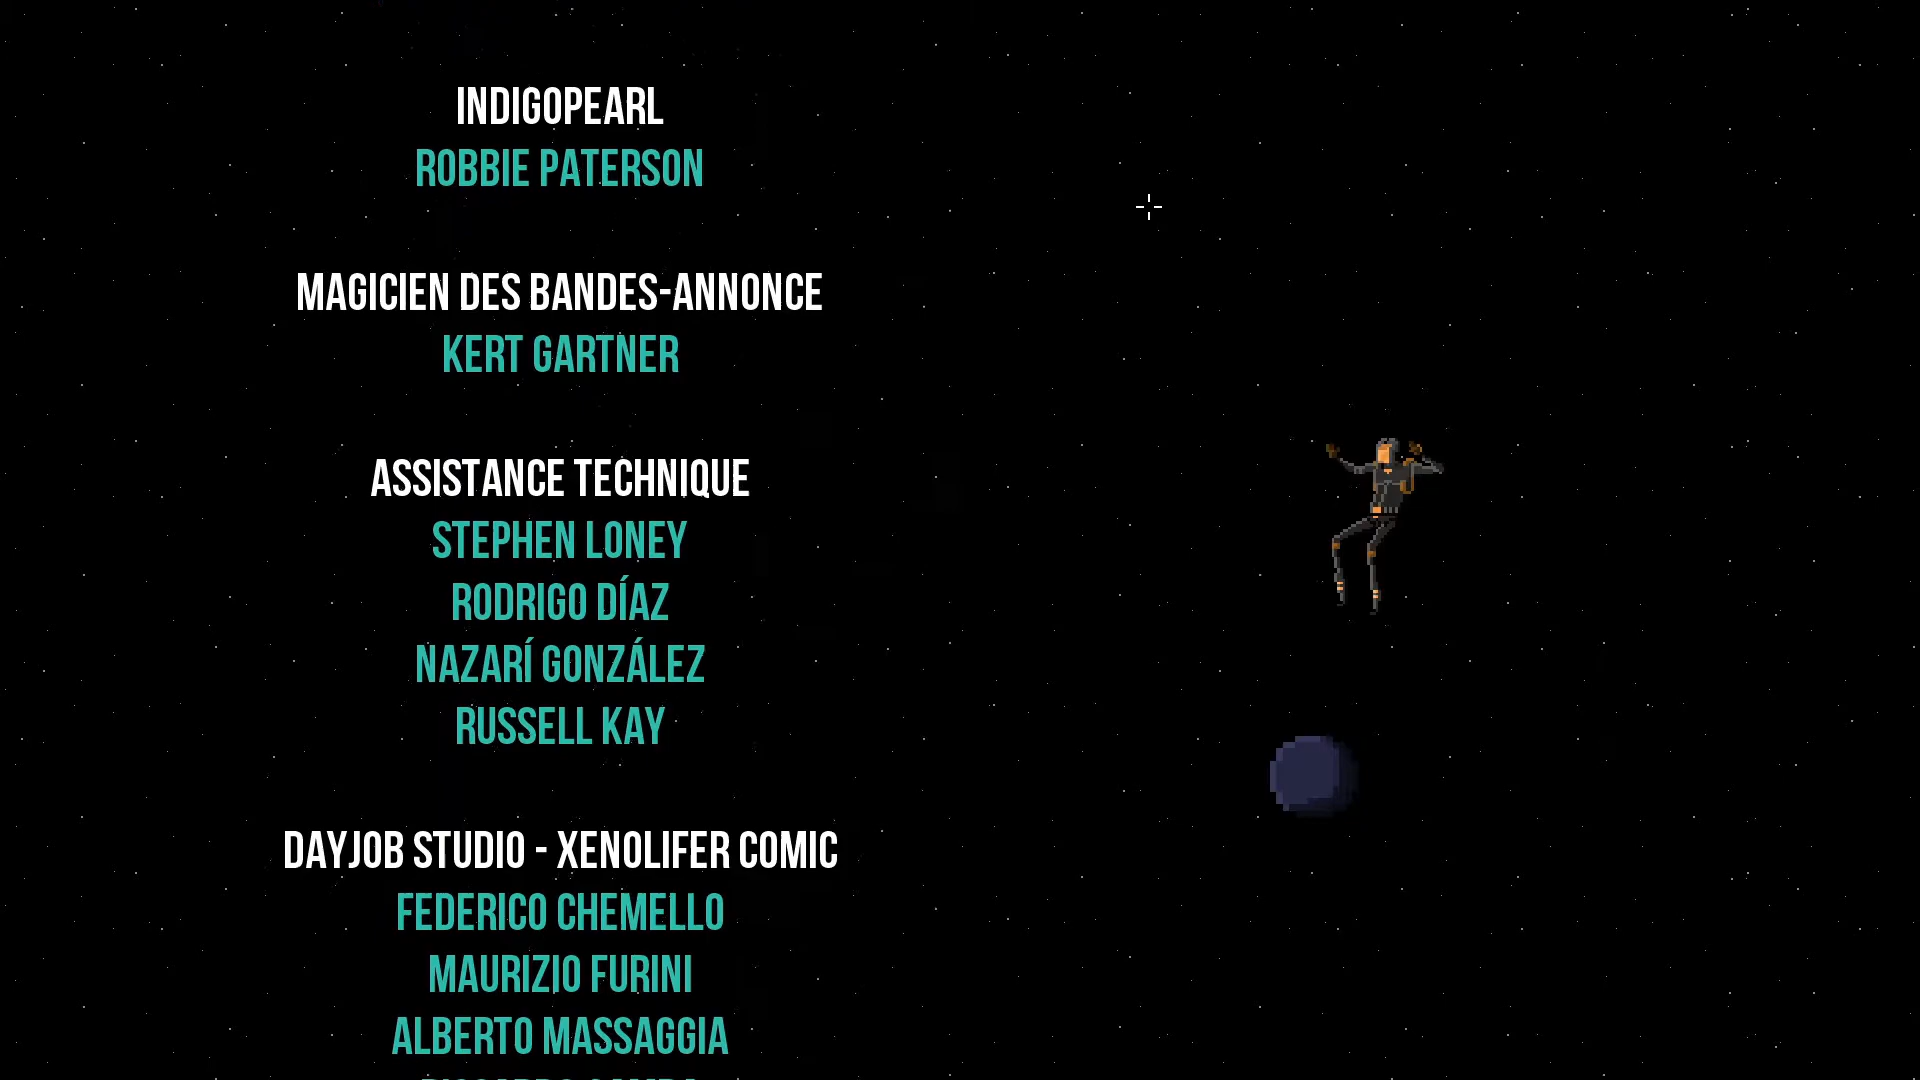 INDIGOPEARL
ROBBIE PATERSON
MAGICIEN DES BANDES-ANNONCE
KERT GARTNER
ASSISTANCE TECHNIQUE
STEPHEN LONEY
RODRIGO DÍAZ
NAZARÍ GONZÁLEZ
RUSSELL KAY
DAYJOB STUDIO - XENOLIFER COMIC
FEDERICO CHEMELLO
MAURIZIO FURINI
ALBERTO MASSAGGIA